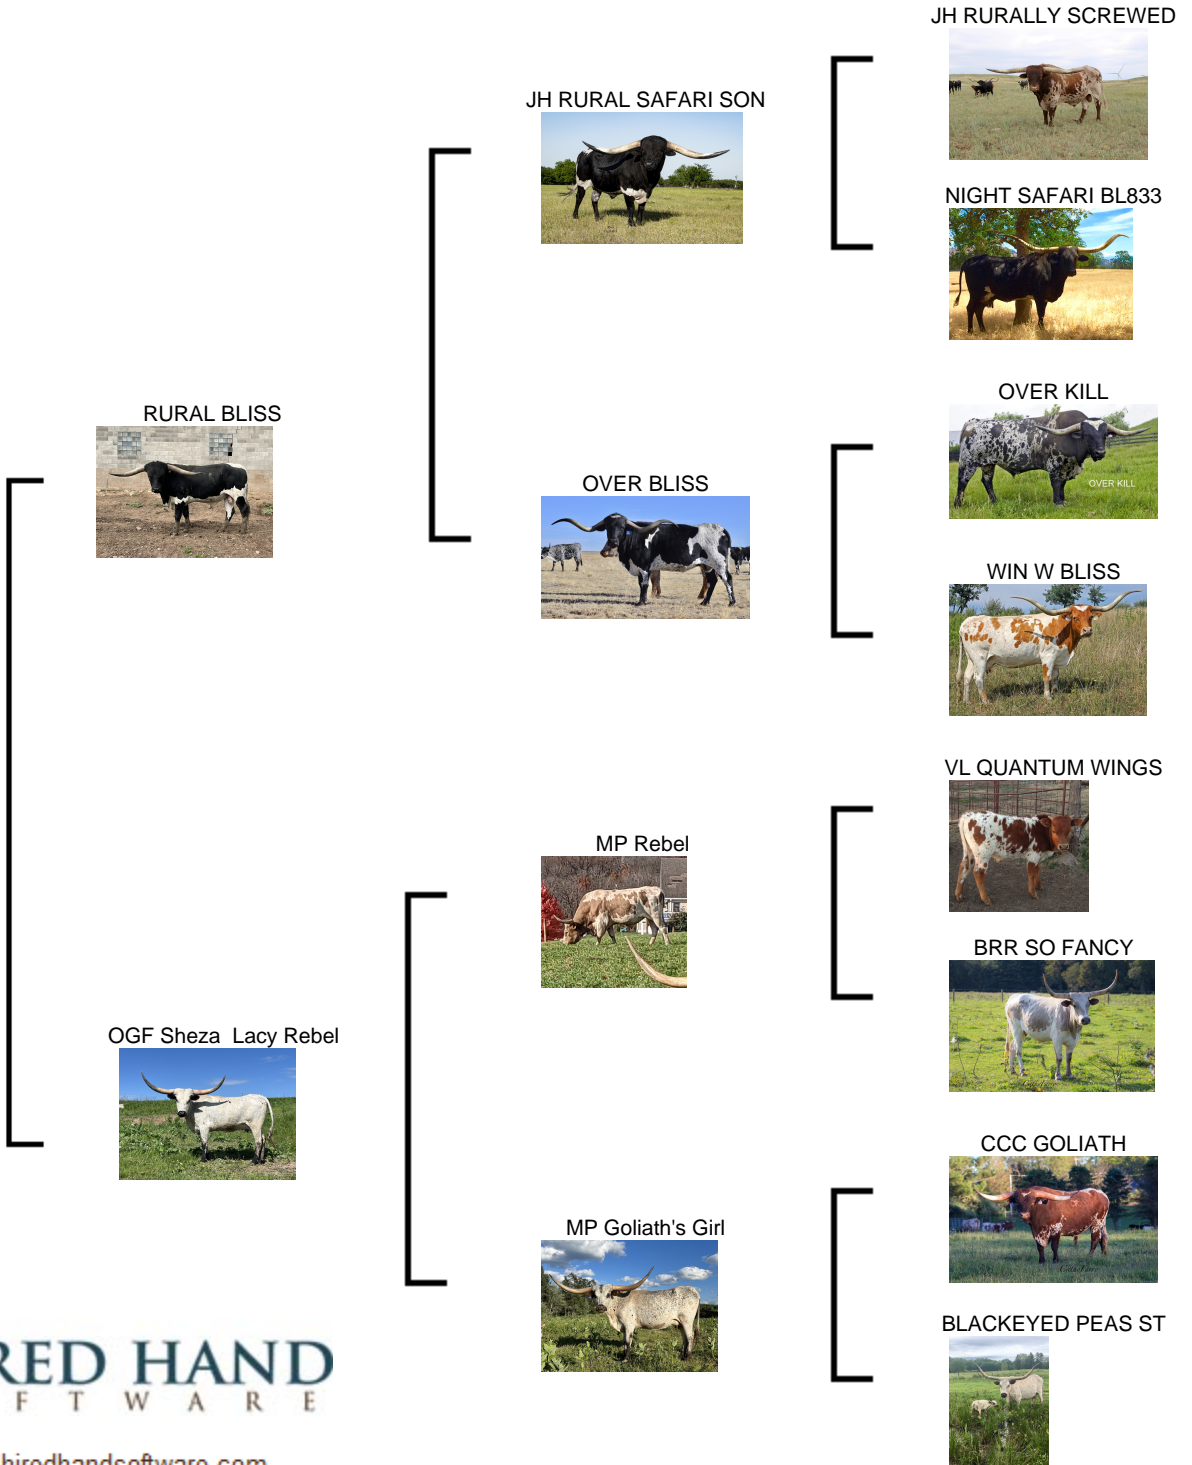 JH RURALLY SCREWED
JH RURAL SAFARI SON
NIGHT SAFARI BL833
OVER KILL
RURAL BLISS
OVER BLISS
OVER KILL
WIN W BLISS
VL QUANTUM WINGS
MP Rebel
BRR SO FANCY
OGF Sheza Lacy Rebel
CCC GOLIATH
MP Goliath's Girl
BLACKEYED PEAS ST
RED HAND
F T W A R E
hiredhandsoftware.com